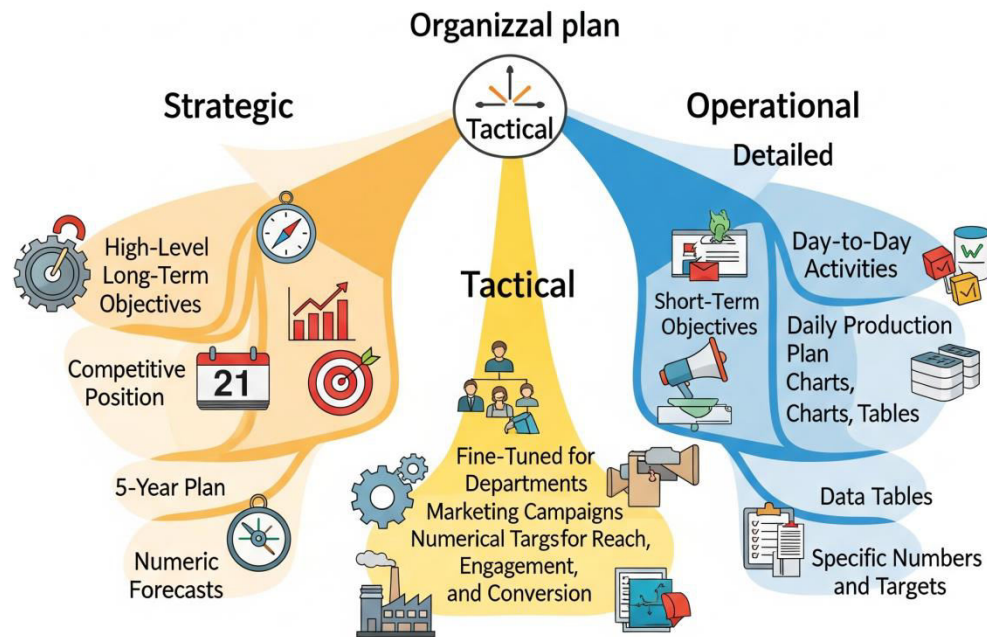 Organizzal plan
Tactical
Strategic
High-Level
Long-Term
Objectives
Competitive
Position
21
5-Year Plan
Numeric
Forecasts
Tactical
Fine-Tuned for
Departments
Marketing Campaigns
Numerical Targsfor Reach,
Engagement,
and Conversion
Operational
Detailed
Short-Term
Objectives
Day-to-Day
Activities
W
Daily Production
Plan
Charts,
Charts, Tables
Data Tables
Specific Numbers
and Targets